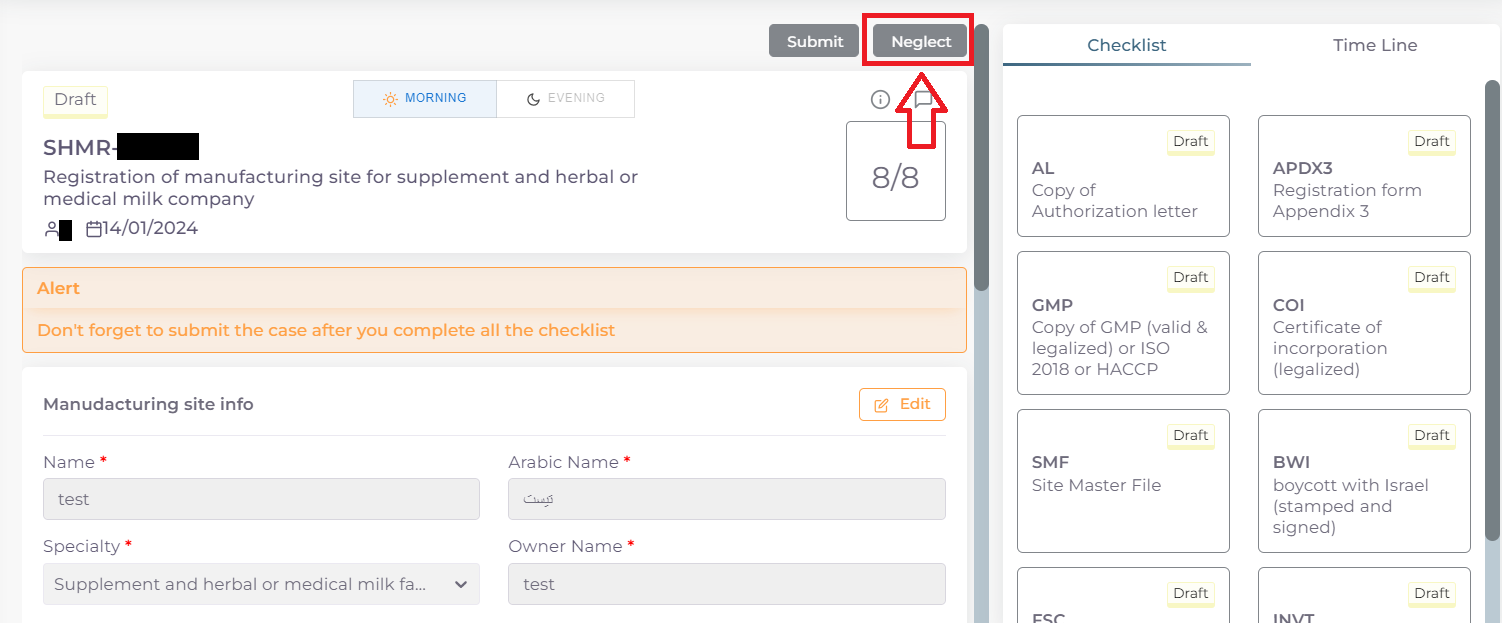 Submit
Neglect
Checklist
Time Line
Draft
MORNING
EVENING
SHMR-
Registration of manufacturing site for supplement and herbal or
medical milk company
14/01/2024
8/8
Alert
Don't forget to submit the case after you complete all the checklist
Manudacturing site info
Edit
Name *
test
Arabic Name *
تيست
Specialty *
Supplement and herbal or medical milk fa...
Owner Name *
test
Draft
AL
Copy of
Authorization letter
Draft
APDX3
Registration form
Appendix 3
Draft
GMP
Copy of GMP (valid &
legalized) or ISO
2018 or HACCP
Draft
COI
Certificate of
incorporation
(legalized)
Draft
SMF
Site Master File
Draft
BWI
boycott with Israel
(stamped and
signed)
Draft
Draft
INVT